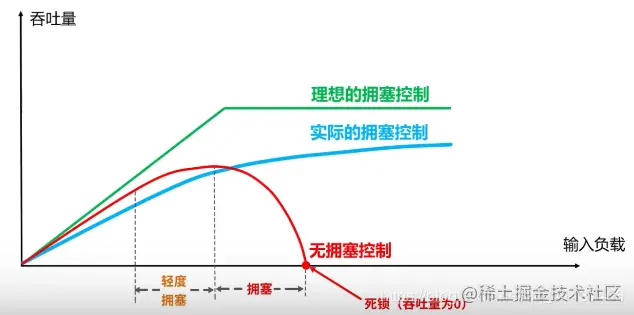 吞吐量
理想的拥塞控制
实际的拥塞控制
无拥塞控制
输入负载
轻度
拥塞
拥塞
死锁（吞吐量为0）
@稀土掘金技术社区